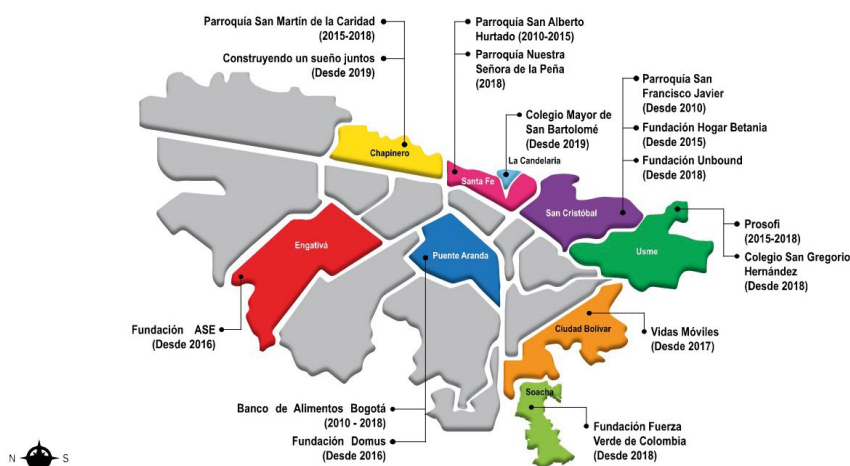 Parroquía San Martín de la Caridad
(2015-2018)
Construyendo un sueño juntos
(Desde 2019)
Parroquía San Alberto
Hurtado (2010-2015)
Parroquía Nuestra
Señora de la Peña
(2018)
Colegio Mayor de
San Bartolomé
(Desde 2019)
Parroquía San
Francisco Javier
(Desde 2010)
Fundación Hogar Betania
(Desde 2015)
Fundación Unbound
(Desde 2018)
Chapinero
La Candelaria
Santa Fe
San Cristóbal
Engativá
Puente Aranda
Usme
Prosofi
(2015-2018)
Colegio San Gregorio
Hernández
(Desde 2018)
Fundación ASE
(Desde 2016)
Ciudad Bolívar
Vidas Móviles
(Desde 2017)
Banco de Alimentos Bogotá
(2010 - 2018)
Fundación Domus
(Desde 2016)
Soacha
Fundación Fuerza
Verde de Colombia
(Desde 2018)
N S